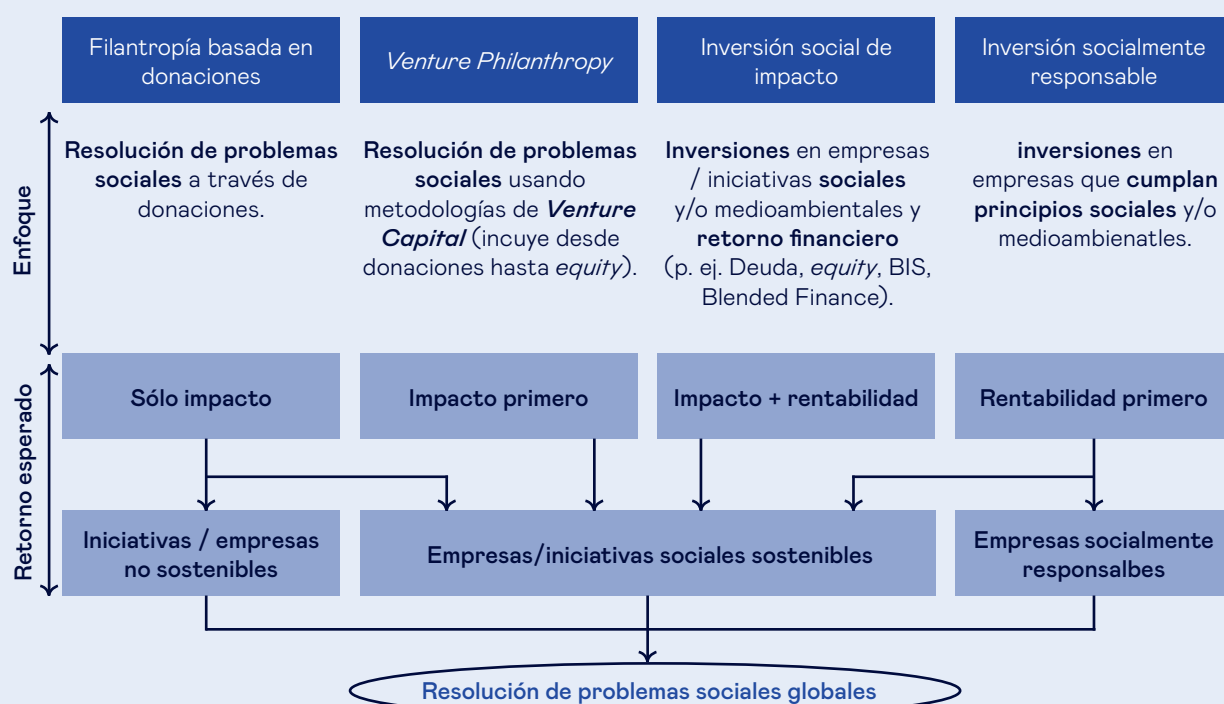 Filantropía basada en
donaciones
Venture Philanthropy
Inversión social de
impacto
Inversión socialmente
responsable
Enfoque
Resolución de problemas
sociales a través de
donaciones.
Resolución de problemas
sociales usando
metodologías de Venture
Capital (incuye desde
donaciones hasta equity).
Inversiones en empresas
/ iniciativas sociales
y/o medioambientales y
retorno financiero
(p. ej. Deuda, equity, BIS,
Blended Finance).
inversiones en
empresas que cumplan
principios sociales y/o
medioambienatles.
Retorno esperado
Sólo impacto
Impacto primero
Impacto + rentabilidad
Rentabilidad primero
Iniciativas / empresas
no sostenibles
Empresas/iniciativas sociales sostenibles
Empresas socialmente
responsalbes
Resolución de problemas sociales globales